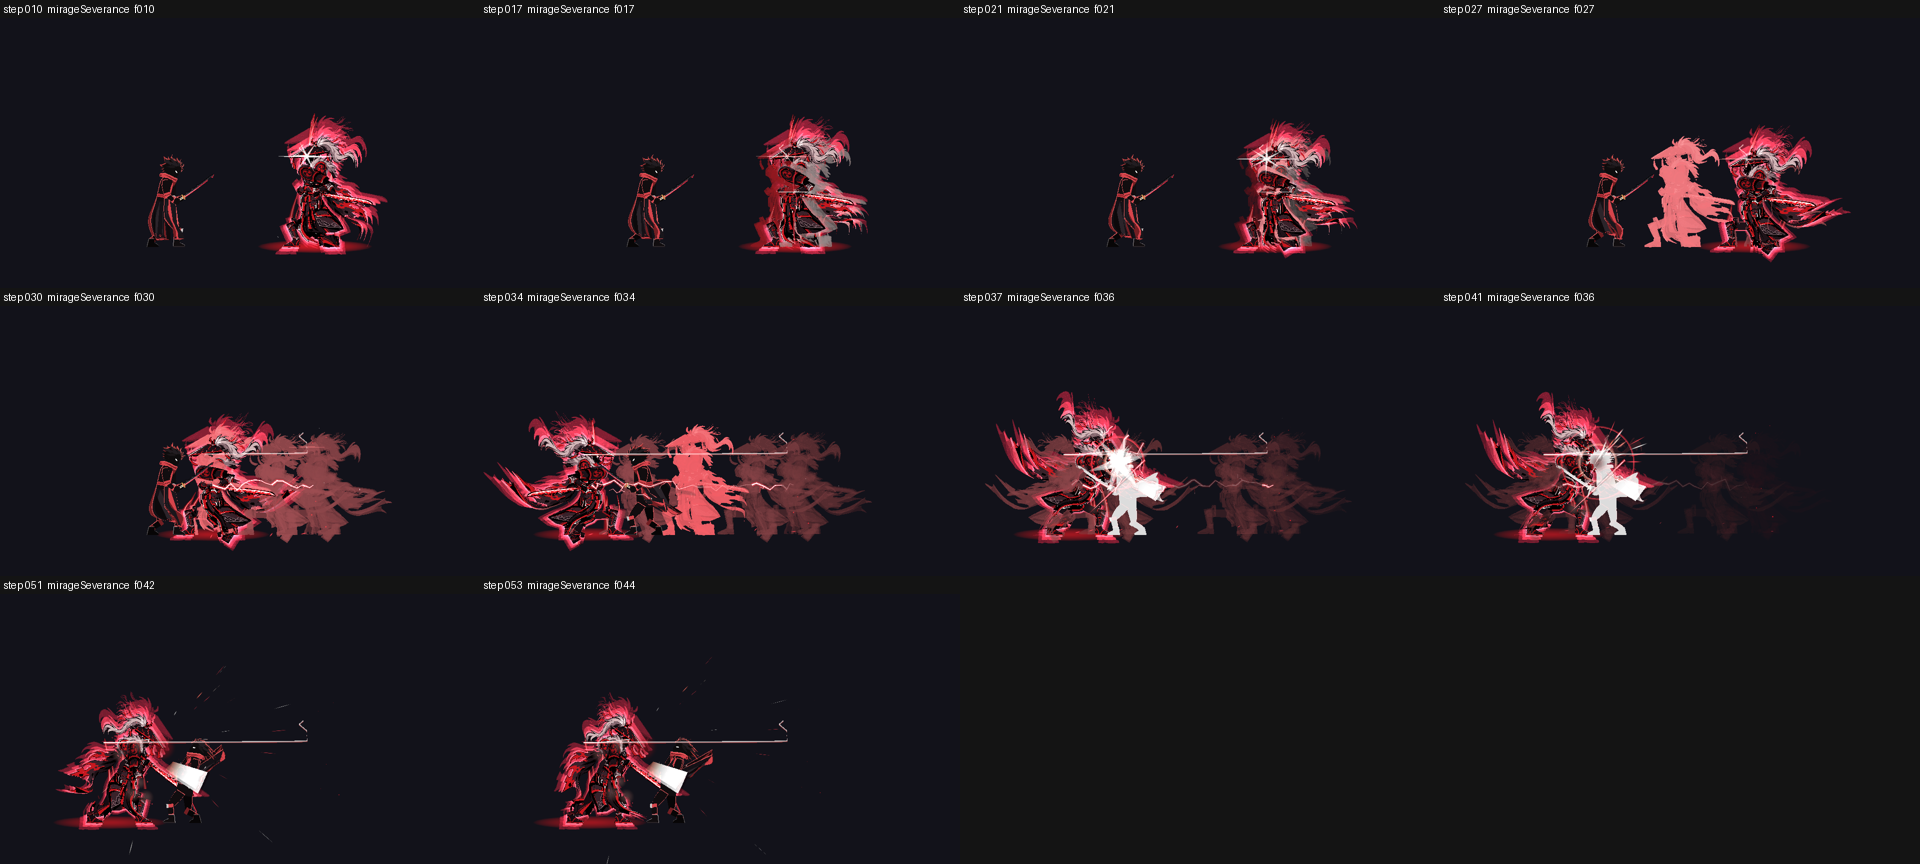 step010 mirageSeverance f010
step017 mirageSeverance f017
step021 mirageSeverance f021
step027 mirageSeverance f027
step030 mirageSeverance f030
step034 mirageSeverance f034
step037 mirageSeverance f036
step041 mirageSeverance f036
step051 mirageSeverance f042
step053 mirageSeverance f044